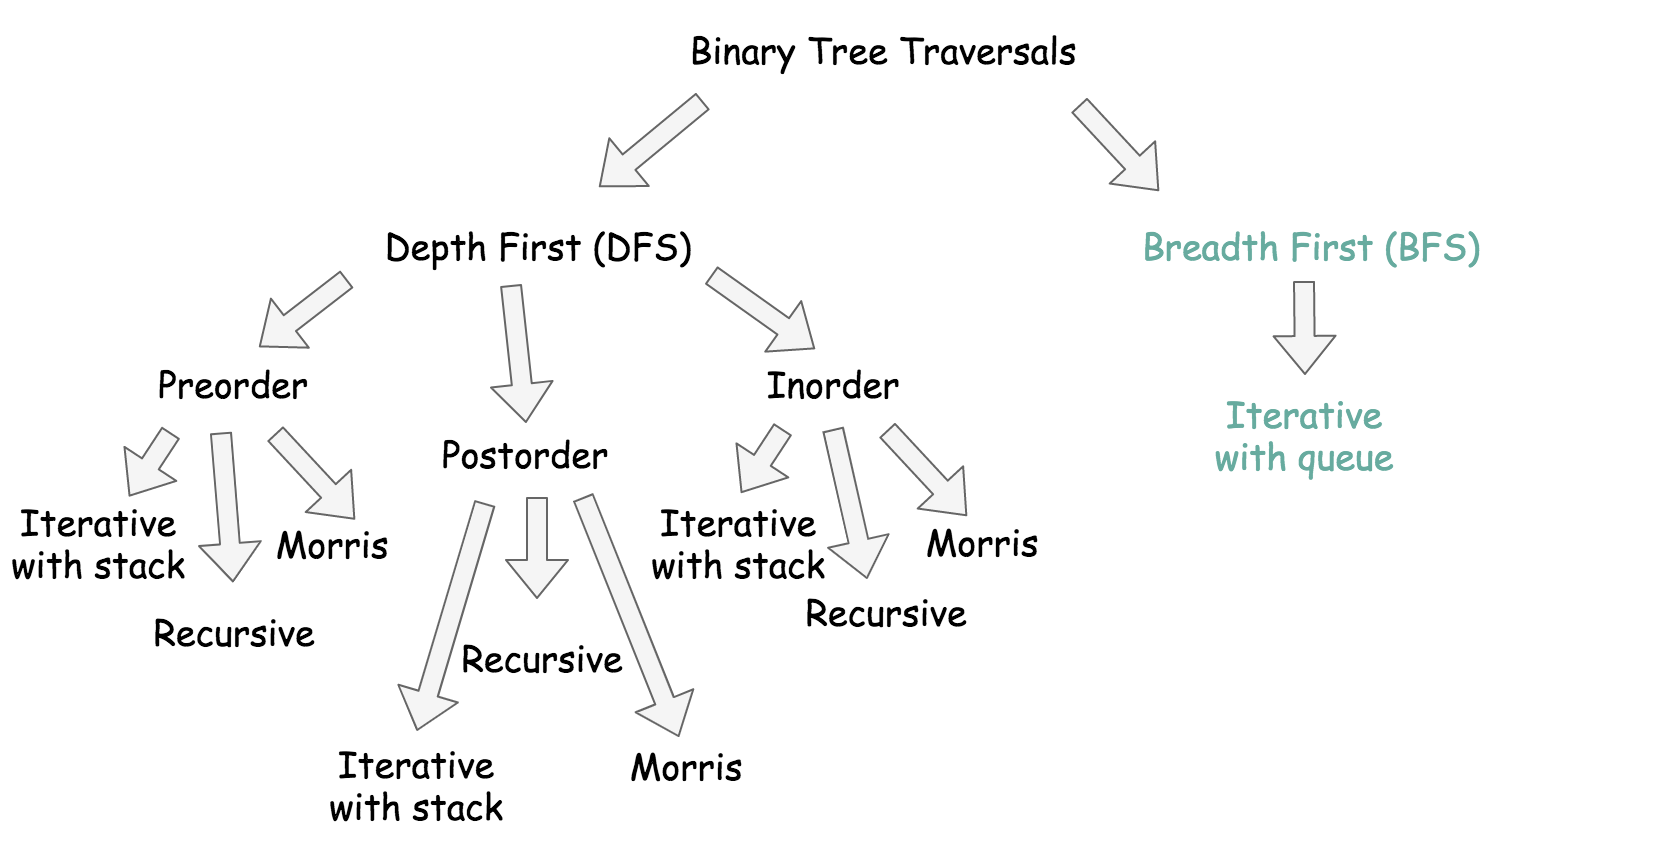 Binary Tree Traversals
Depth First (DFS)
Breadth First (BFS)
Preorder
Postorder
Inorder
Iterative
with queue
Iterative
with stack
Recursive
Morris
Iterative
with stack
Recursive
Morris
Iterative
with stack
Recursive
Morris